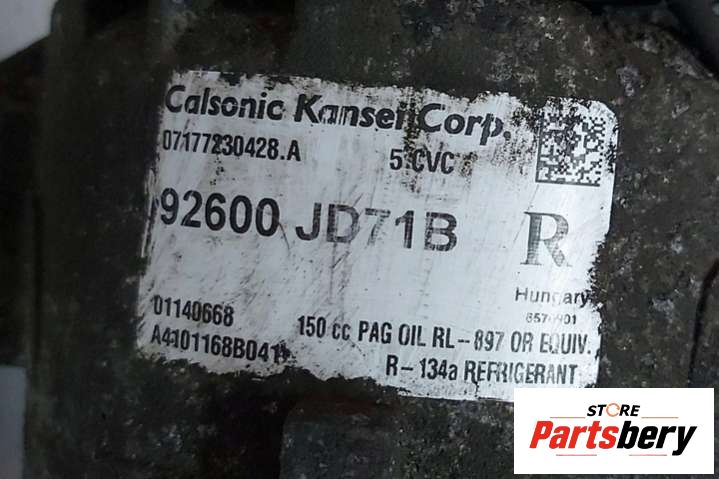 Calsonic Kansei Corp.
07177230428.A 5 CVC
92600 JD71B R
Hungary
01140668
150 cc PAG OIL RL-897 OR EQUIV.
A4101168B041
R-134a REFRIGERANT
STORE
Partsbery